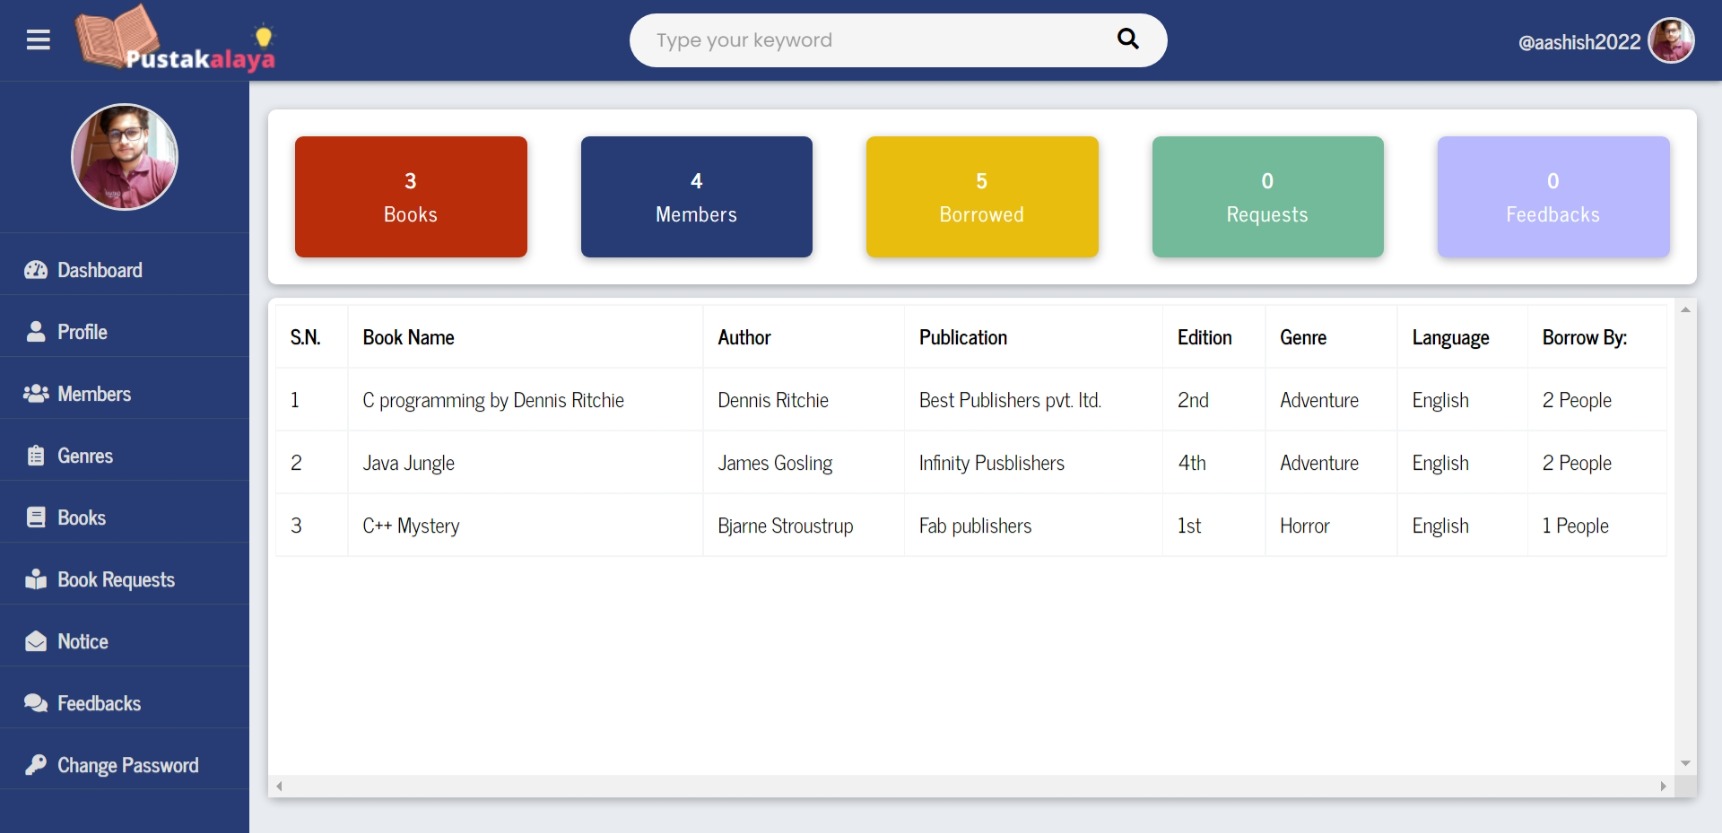 Pustakalaya
Type your keyword
@aashish2022
Dashboard
Profile
Members
Genres
Books
Book Requests
Notice
Feedbacks
Change Password
3
Books
4
Members
5
Borrowed
0
Requests
0
Feedbacks
S.N. Book Name Author Publication Edition Genre Language Borrow By:
1 C programming by Dennis Ritchie Dennis Ritchie Best Publishers pvt. ltd. 2nd Adventure English 2 People
2 Java Jungle James Gosling Infinity Pusblishers 4th Adventure English 2 People
3 C++ Mystery Bjarne Stroustrup Fab publishers 1st Horror English 1 People